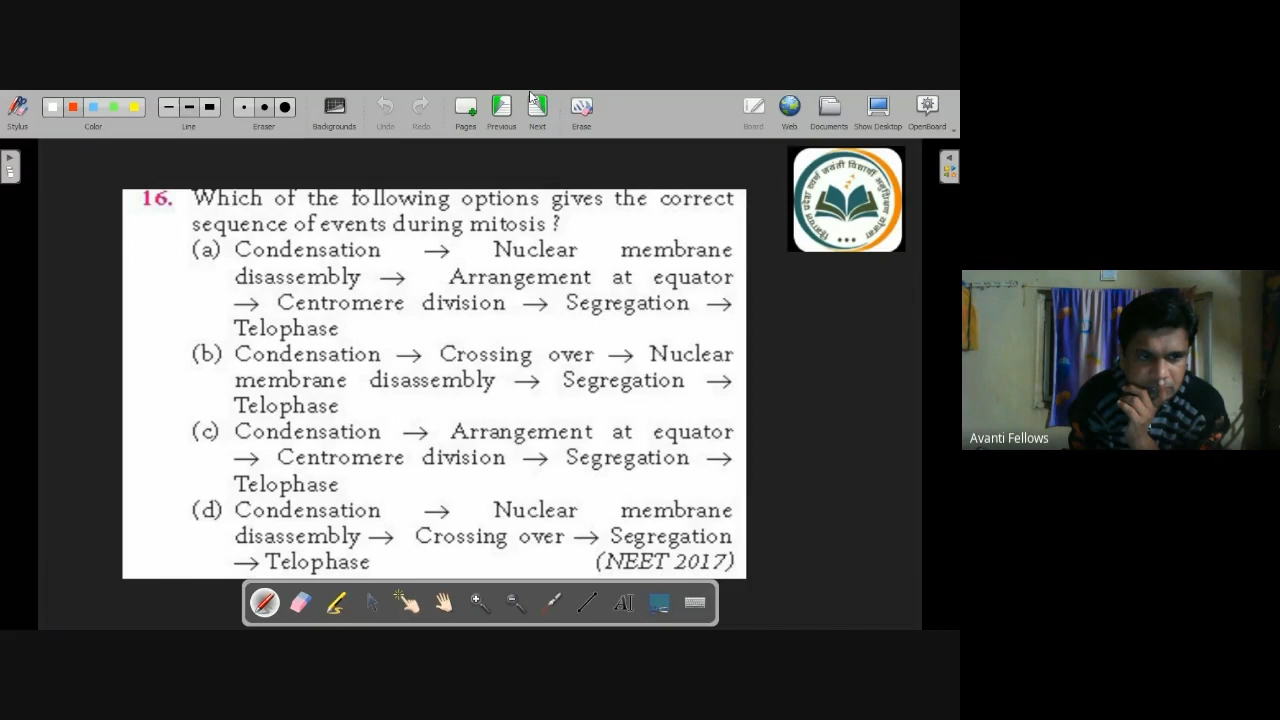 Stylus
Color
Line
Eraser
Backgrounds
Undo
Redo
Pages
Previous
Next
Erase
Board
Web
Documents
Show Desktop
OpenBoard
16. Which of the following options gives the correct
sequence of events during mitosis ?
(a) Condensation → Nuclear membrane
disassembly → Arrangement at equator
→ Centromere division → Segregation →
Telophase
(b) Condensation → Crossing over → Nuclear
membrane disassembly → Segregation →
Telophase
(c) Condensation → Arrangement at equator
→ Centromere division → Segregation →
Telophase
(d) Condensation → Nuclear membrane
disassembly → Crossing over → Segregation
→ Telophase (NEET 2017)
AI
Avanti Fellows